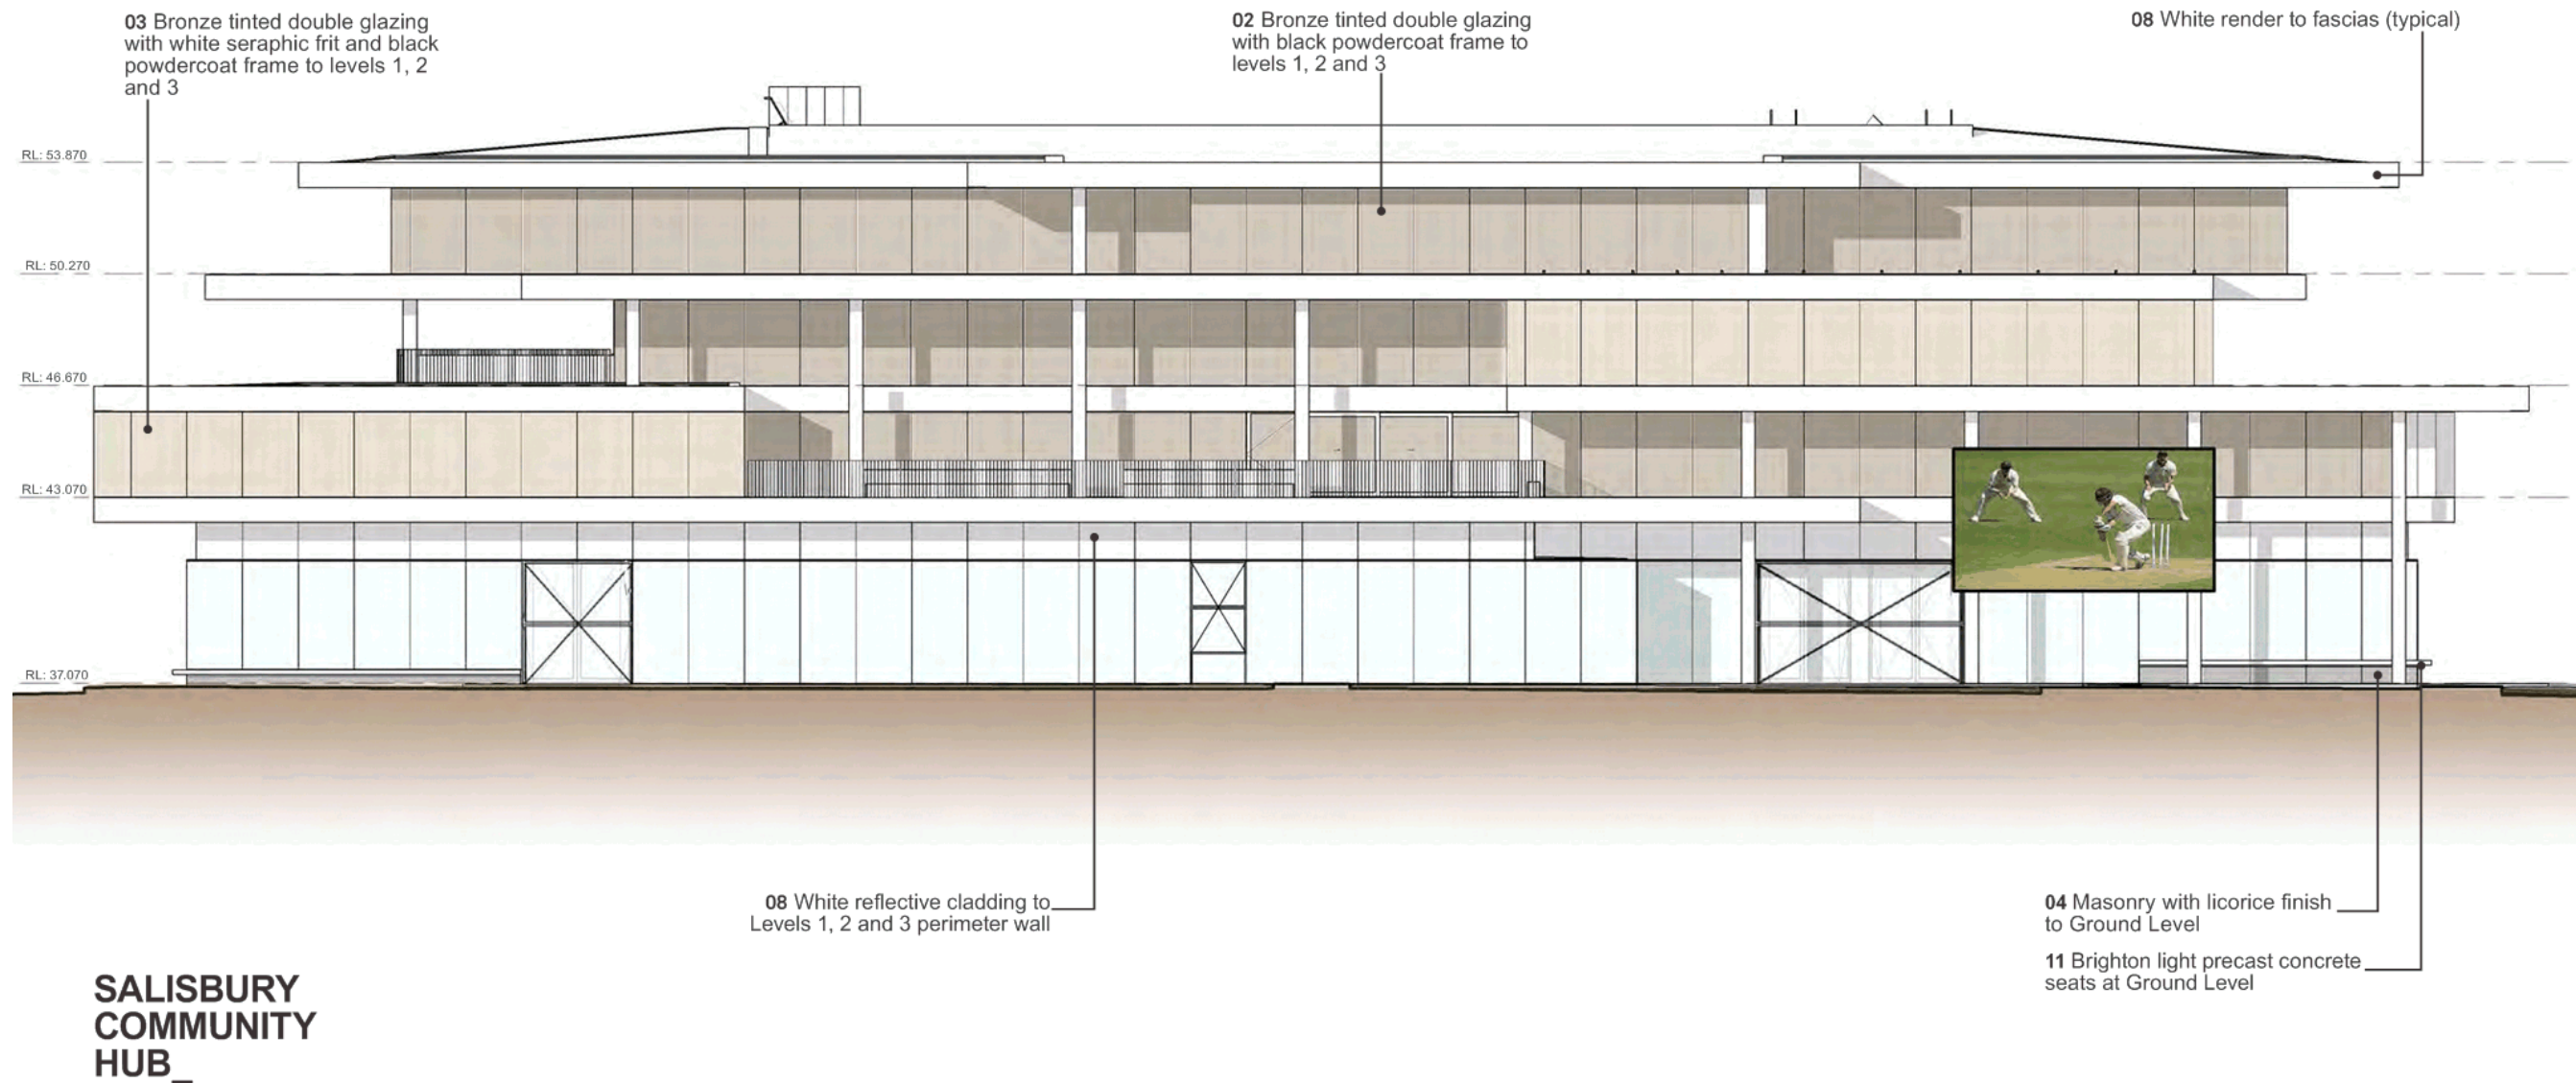 03 Bronze tinted double glazing
with white seraphic frit and black
powdercoat frame to levels 1, 2
and 3
02 Bronze tinted double glazing
with black powdercoat frame to
levels 1, 2 and 3
08 White render to fascias (typical)
RL: 53.870
RL: 50.270
RL: 46.670
RL: 43.070
RL: 37.070
08 White reflective cladding to
Levels 1, 2 and 3 perimeter wall
04 Masonry with licorice finish
to Ground Level
11 Brighton light precast concrete
seats at Ground Level
SALISBURY
COMMUNITY
HUB_